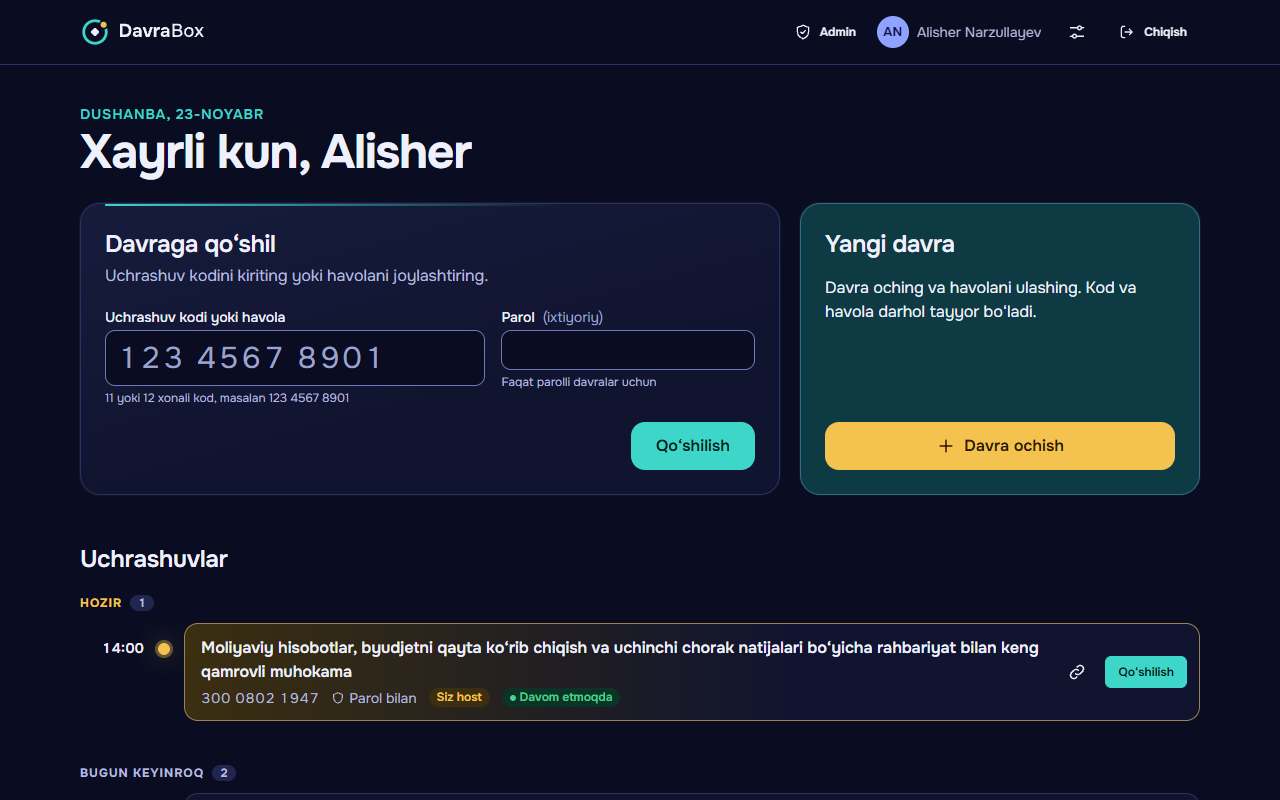 DavraBox
Admin
AN
Alisher Narzullayev
Chiqish
DUSHANBA, 23-NOYABR
Xayrli kun, Alisher
Davraga qo‘shil
Uchrashuv kodini kiriting yoki havolani joylashtiring.
Uchrashuv kodi yoki havola
123 4567 8901
11 yoki 12 xonali kod, masalan 123 4567 8901
Parol (ixtiyoriy)
Faqat parolli davralar uchun
Qo‘shilish
Yangi davra
Davra oching va havolani ulashing. Kod va
havola darhol tayyor bo‘ladi.
Davra ochish
Uchrashuvlar
HOZIR 1
14:00
Moliyaviy hisobotlar, byudjetni qayta ko‘rib chiqish va uchinchi chorak natijalari bo‘yicha rahbariyat bilan keng
qamrovli muhokama
300 0802 1947 Parol bilan Siz host Davom etmoqda
Qo‘shilish
BUGUN KEYINROQ 2